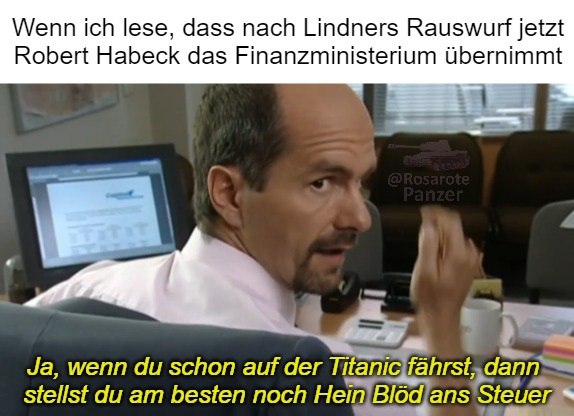 Wenn ich lese, dass nach Lindners Rauswurf jetzt
Robert Habeck das Finanzministerium übernimmt
@Rosarote
Panzer
Ja, wenn du schon auf der Titanic fährst, dann
stellst du am besten noch Hein Blöd ans Steuer